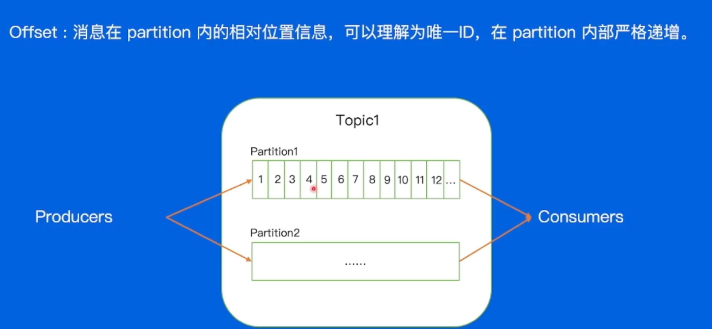 Offset：消息在 partition 内的相对位置信息，可以理解为唯一ID，在 partition 内部严格递增。
Topic1
Partition1
1 2 3 4 5 6 7 8 9 10 11 12 ...
Producers
Consumers
Partition2
......